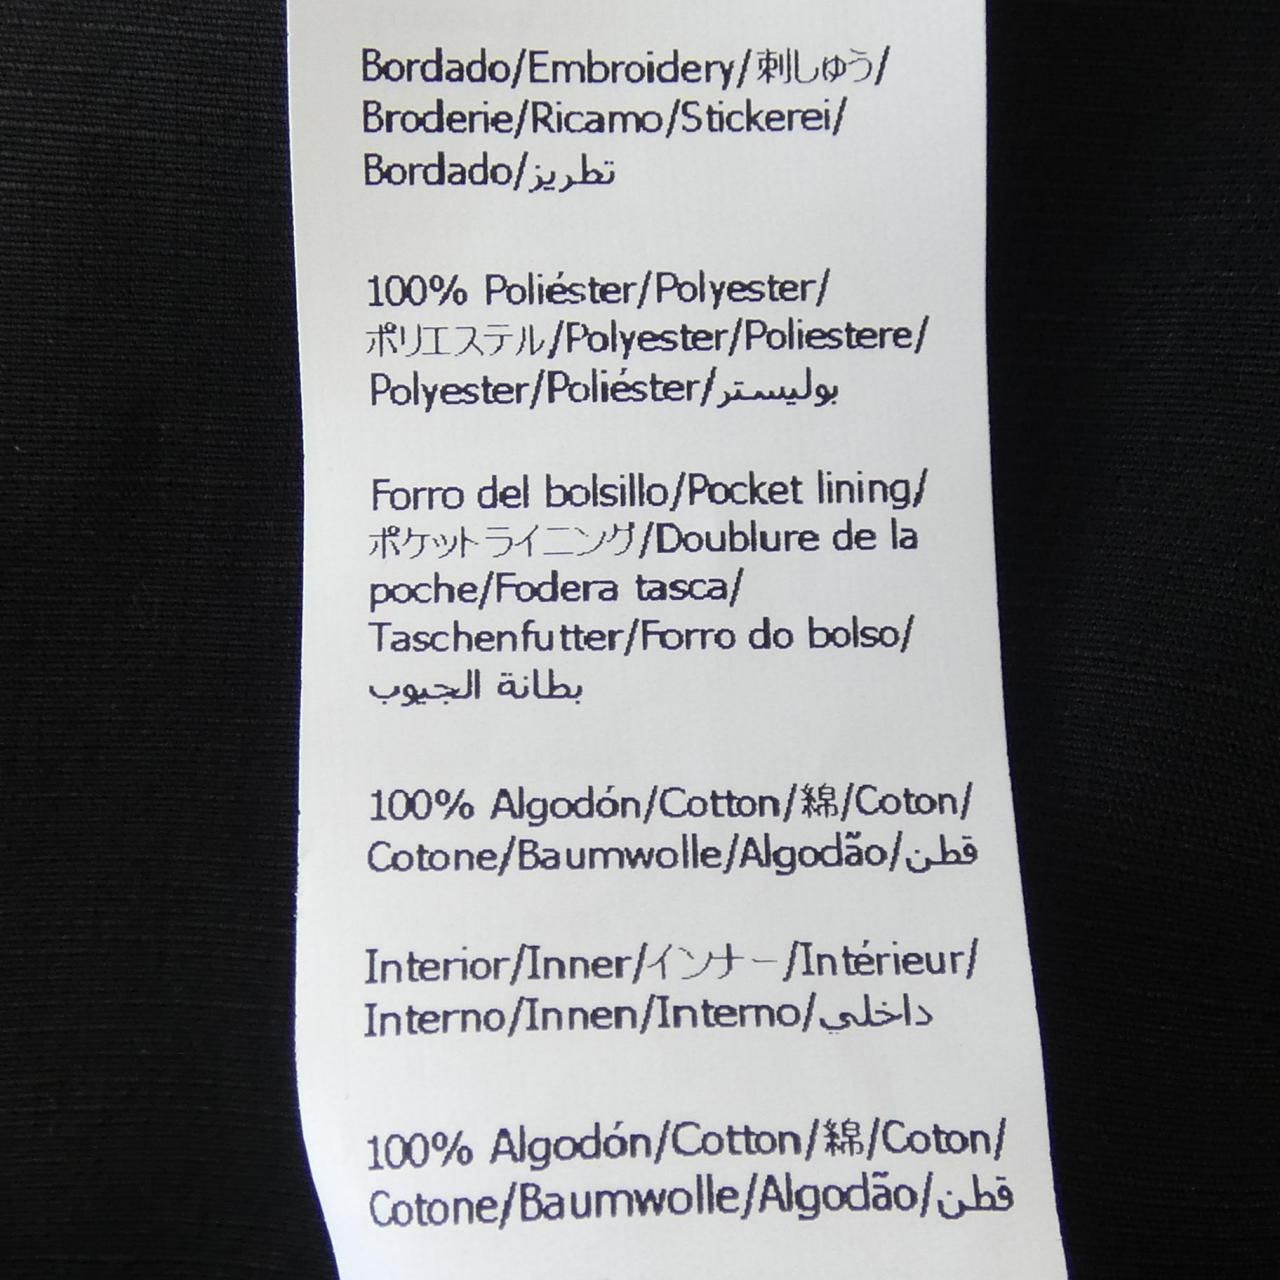 Bordado/Embroidery/刺しゅう/
Broderie/Ricamo/Stickerei/
Bordado/تطريز
100% Poliéster/Polyester/
ポリエステル/Polyester/Poliestere/
Polyester/Poliéster/بوليستر
Forro del bolsillo/Pocket lining/
ポケットライニング/Doublure de la
poche/Fodera tasca/
Taschenfutter/Forro do bolso/
بطانة الجيوب
100% Algodón/Cotton/綿/Coton/
Cotone/Baumwolle/Algodão/قطن
Interior/Inner/インナー/Intérieur/
Interno/Innen/Interno/داخلي
100% Algodón/Cotton/綿/Coton/
Cotone/Baumwolle/Algodão/قطن